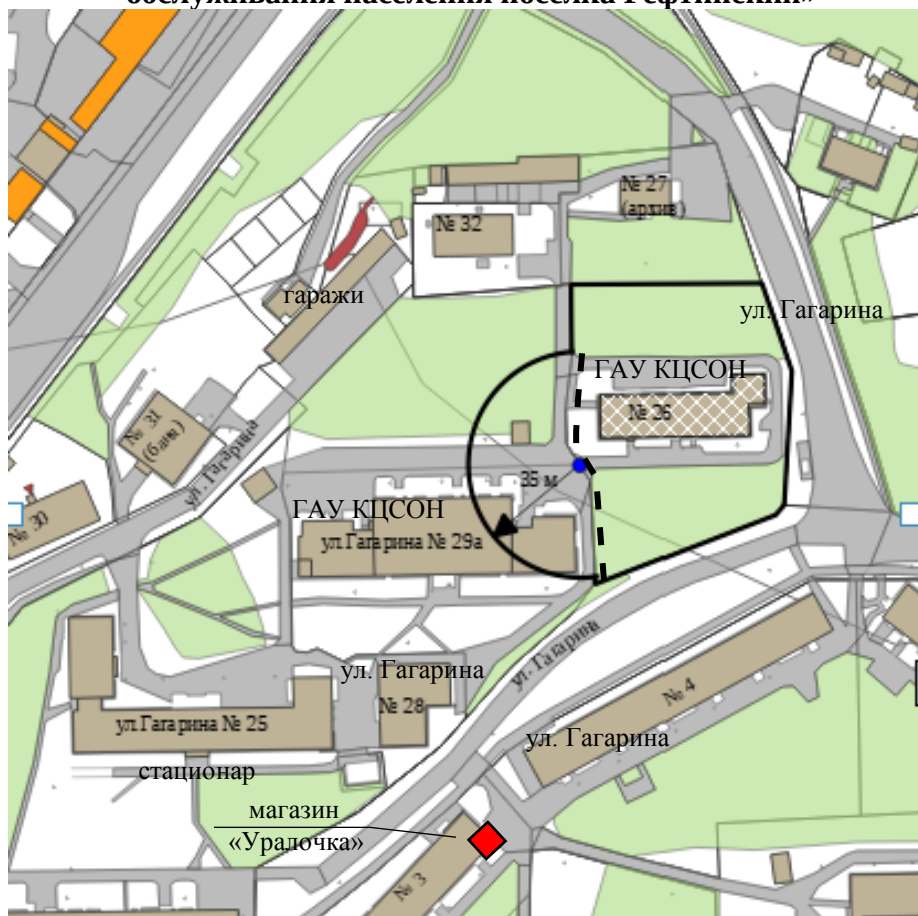 обслуживания населения поселка Рефтинский»
№ 27
(архив)
№ 32
гаражи
ул. Гагарина
ГАУ КЦСОН
№ 26
№ 31
(баня)
ул. Гагарина
35 м
ГАУ КЦСОН
№ 30
ул.Гагарина № 29а
ул. Гагарина
ул. Гагарина
№ 4
№ 28
ул.Гагарина № 25
ул. Гагарина
стационар
магазин
«Уралочка»
№ 3